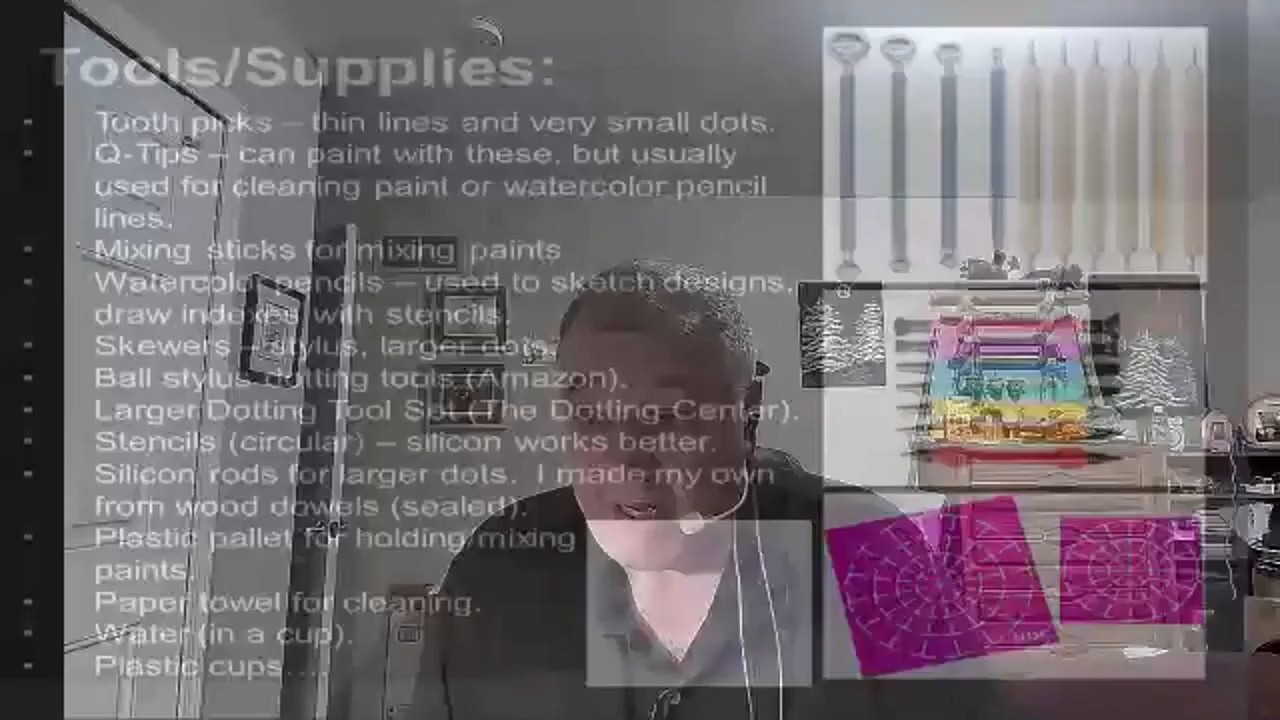 Tools/Supplies:
Tooth picks – thin lines and very small dots.
Q-Tips – can paint with these, but usually
used for cleaning paint or watercolor pencil
lines.
Mixing sticks for mixing paints
Watercolor pencils – used to sketch designs,
draw indexes with stencils
Skewers – stylus, larger dots.
Ball stylus dotting tools (Amazon).
Larger Dotting Tool Set (The Dotting Center).
Stencils (circular) – silicon works better.
Silicon rods for larger dots. I made my own
from wood dowels (sealed).
Plastic pallet for holding/mixing
paints.
Paper towel for cleaning.
Water (in a cup).
Plastic cups....